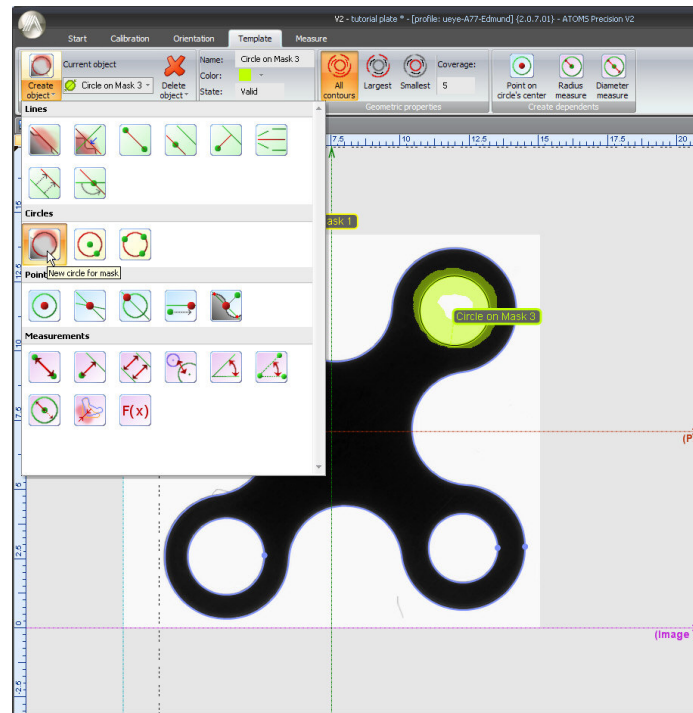 V2 - tutorial plate * - [profile: ueye-A77-Edmund] {2.0.7.01} - ATOMS Precision V2
Start Calibration Orientation Template Measure
Create object
Current object
Circle on Mask 3
Delete object
Name: Circle on Mask 3
Color:
State: Valid
All contours
Largest
Smallest
Coverage:
5
Geometric properties
Point on circle's center
Radius measure
Diameter measure
Create dependents
Lines
Circles
New circle for mask
Point
Measurements
F(x)
7.5 10 12.5 15 17.5 20
15
12.5
10
7.5
5
2.5
0
-2.5
ask 1
Circle on Mask 3
(P
(Image